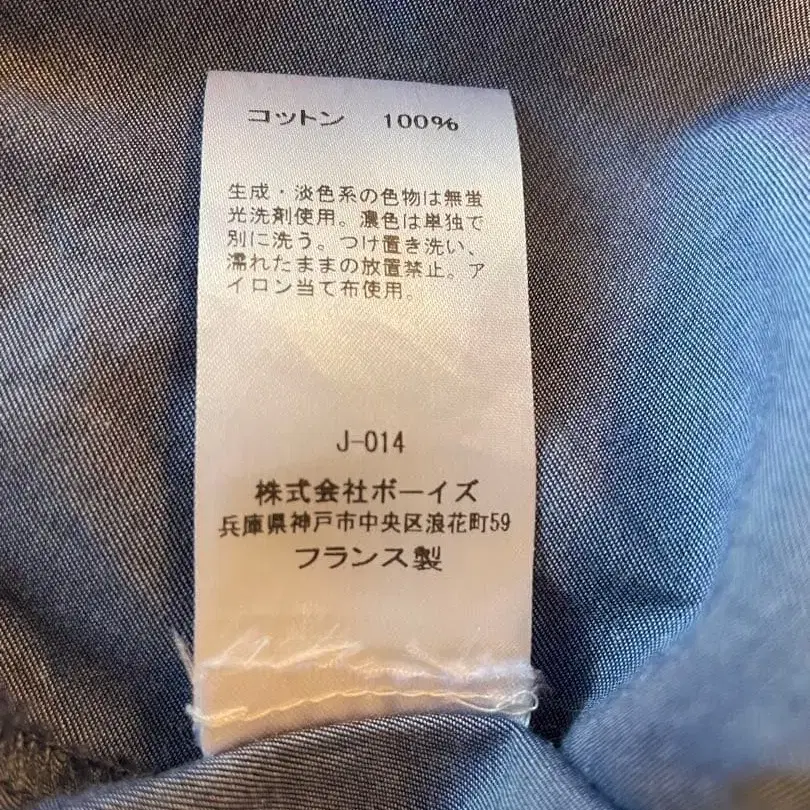 コットン 100%
生成・淡色系の色物は無蛍
光洗剤使用。濃色は単独で
別に洗う。つけ置き洗い、
濡れたままの放置禁止。ア
イロン当て布使用。
J-014
株式会社ボーイズ
兵庫県神戸市中央区浪花町59
フランス製